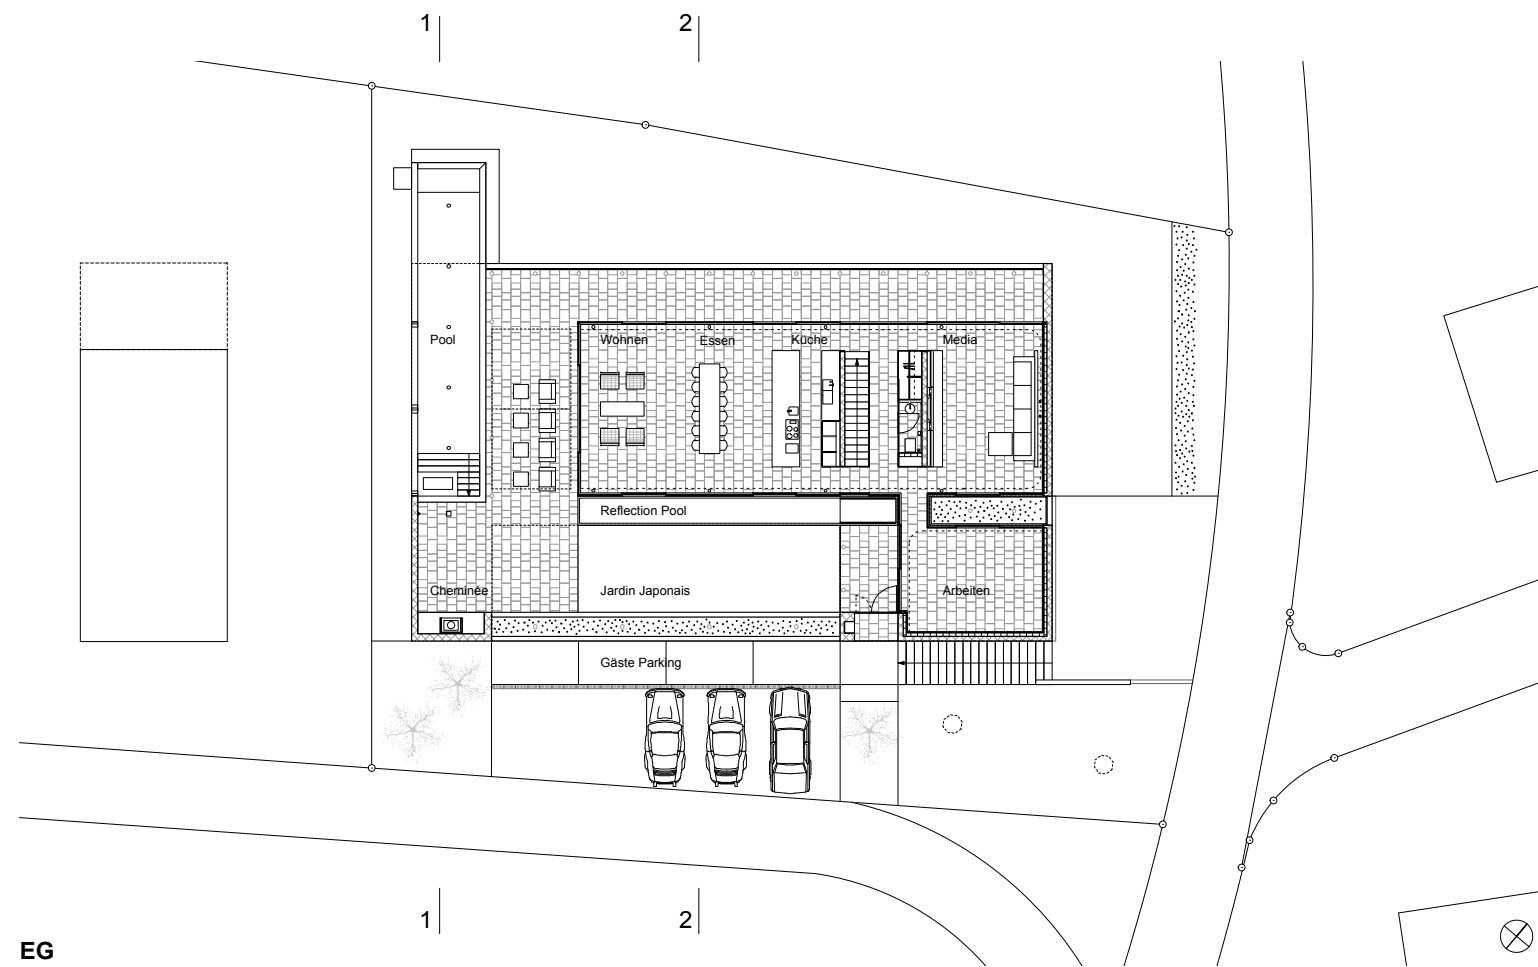 1
2
Pool
Wohnen
Essen
Küche
Media
Reflection Pool
Cheminée
Jardin Japonais
Arbeiten
Gäste Parking
1
2
EG